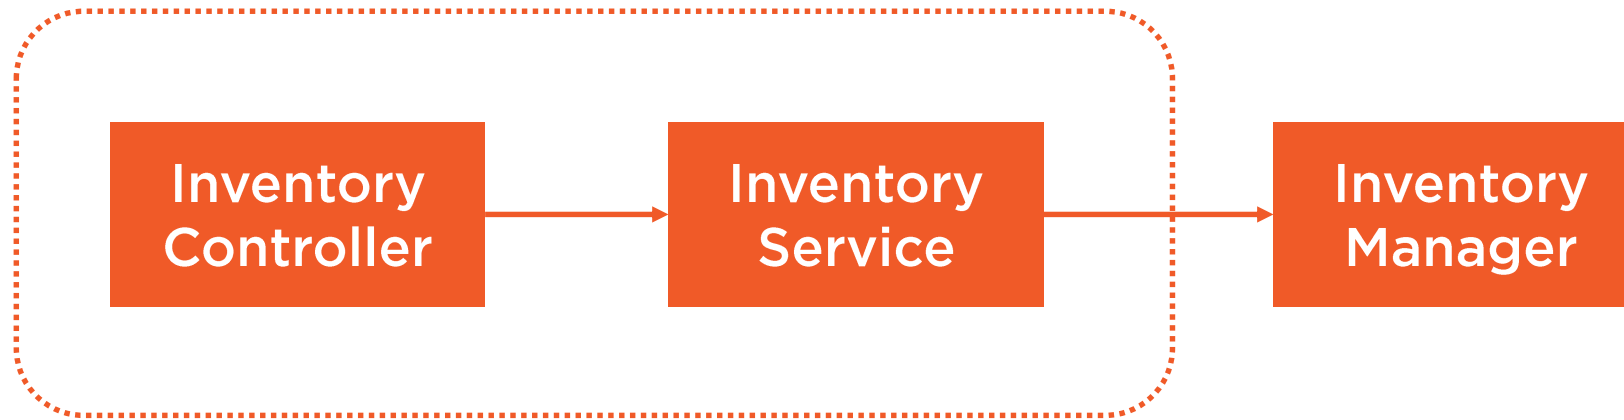 Inventory
Controller
Inventory
Service
Inventory
Manager